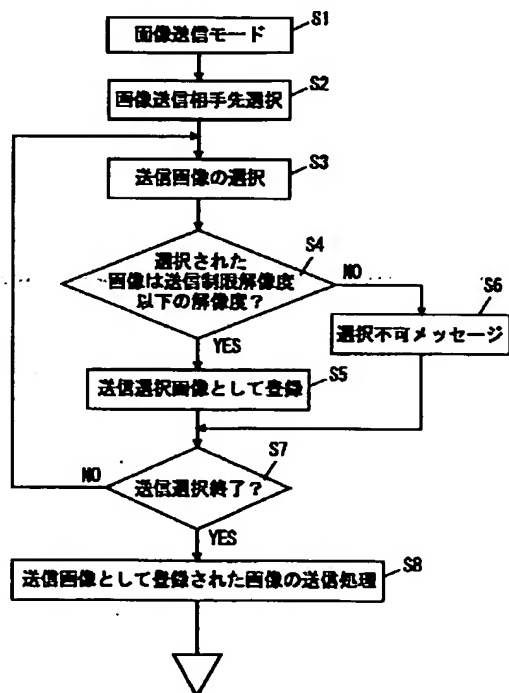 S1
画像送信モード
S2
画像送信相手先選択
S3
送信画像の選択
S4
選択された
画像は送信制限解像度
以下の解像度？
NO
S6
選択不可メッセージ
YES
S5
送信選択画像として登録
S7
NO
送信選択終了？
YES
S8
送信画像として登録された画像の送信処理